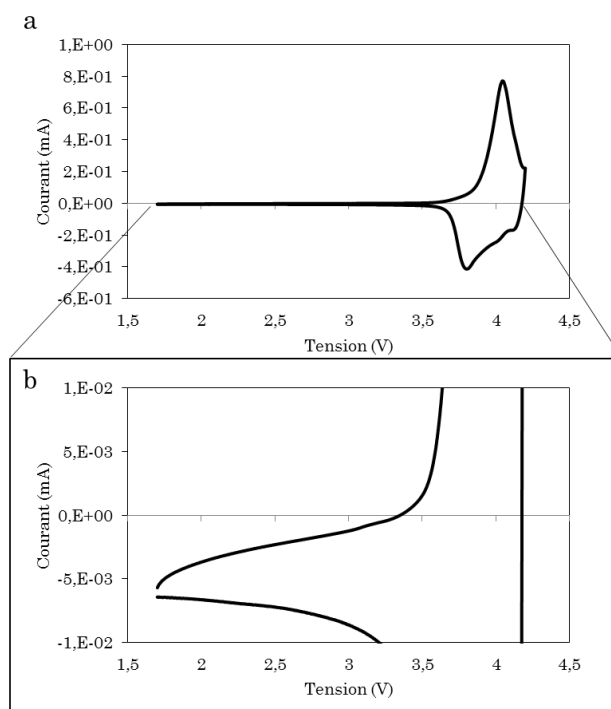 a
1,E+00
8,E-01
6,E-01
4,E-01
2,E-01
0,E+00
-2,E-01
-4,E-01
-6,E-01
Courant (mA)
1,5 2 2,5 3 3,5 4 4,5
Tension (V)
b
1,E-02
5,E-03
0,E+00
-5,E-03
-1,E-02
Courant (mA)
1,5 2 2,5 3 3,5 4 4,5
Tension (V)